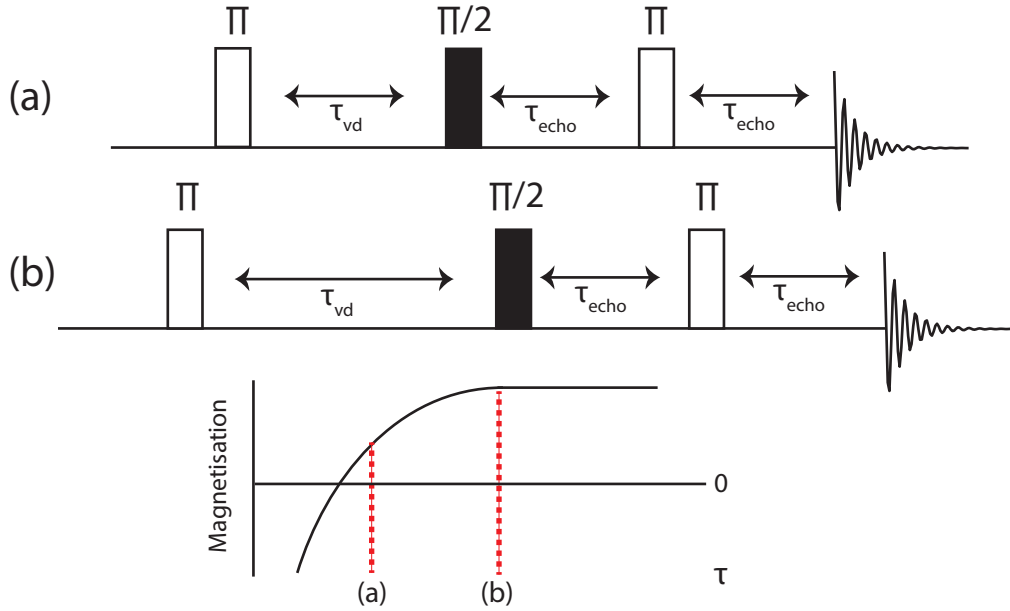 ∏ ∏/2 ∏
(a)
τvd τecho τecho
∏ ∏/2 ∏
(b)
τvd τecho τecho
Magnetisation
0
τ
(a) (b)